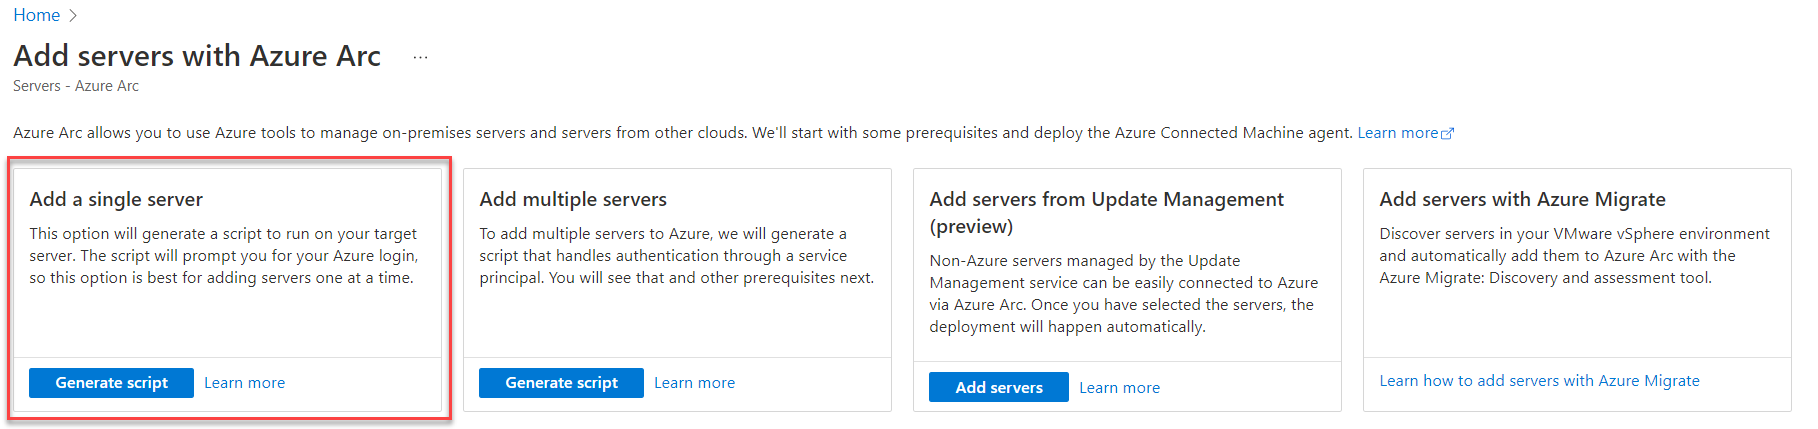 Home >
Add servers with Azure Arc ...
Servers - Azure Arc
Azure Arc allows you to use Azure tools to manage on-premises servers and servers from other clouds. We'll start with some prerequisites and deploy the Azure Connected Machine agent. Learn more
Add a single server
This option will generate a script to run on your target
server. The script will prompt you for your Azure login,
so this option is best for adding servers one at a time.
Generate script Learn more
Add multiple servers
To add multiple servers to Azure, we will generate a
script that handles authentication through a service
principal. You will see that and other prerequisites next.
Generate script Learn more
Add servers from Update Management
(preview)
Non-Azure servers managed by the Update
Management service can be easily connected to Azure
via Azure Arc. Once you have selected the servers, the
deployment will happen automatically.
Add servers Learn more
Add servers with Azure Migrate
Discover servers in your VMware vSphere environment
and automatically add them to Azure Arc with the
Azure Migrate: Discovery and assessment tool.
Learn how to add servers with Azure Migrate